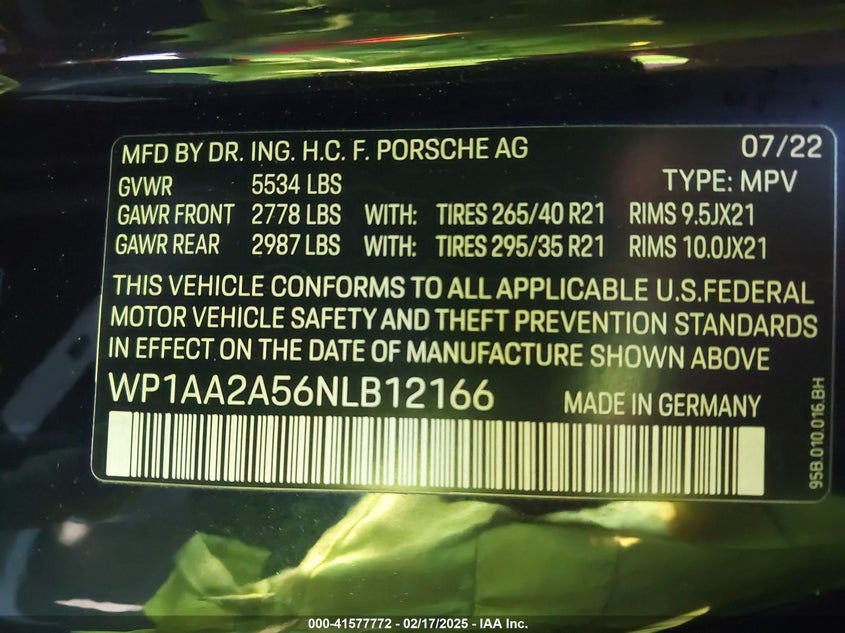 MFD BY DR. ING. H.C. F. PORSCHE AG 07/22
GVWR 5534 LBS TYPE: MPV
GAWR FRONT 2778 LBS WITH: TIRES 265/40 R21 RIMS 9.5JX21
GAWR REAR 2987 LBS WITH: TIRES 295/35 R21 RIMS 10.0JX21
THIS VEHICLE CONFORMS TO ALL APPLICABLE U.S.FEDERAL
MOTOR VEHICLE SAFETY AND THEFT PREVENTION STANDARDS
IN EFFECT ON THE DATE OF MANUFACTURE SHOWN ABOVE
WP1AA2A56NLB12166 MADE IN GERMANY
95B.010.016.BH
000-41577772 - 02/17/2025 - IAA Inc.